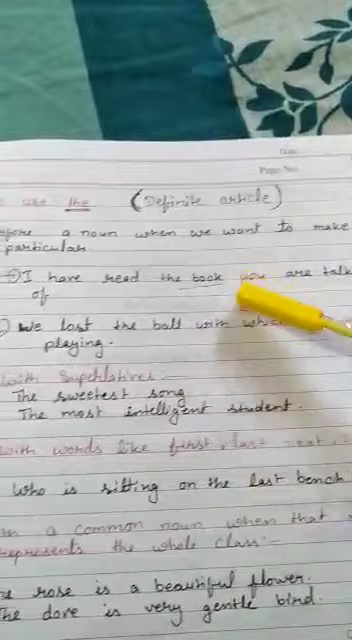 Date
Page No.
use the (Definite article)
before a noun when we want to make
particular
I have read the book you are talk
of
We lost the ball with which
playing.
with Superlatives
The sweetest song
The most intelligent student.
with words like first, last next,
Who is sitting on the last bench
a common noun when that
represents the whole class:-
rose is a beautiful flower.
The dove is very gentle bird.